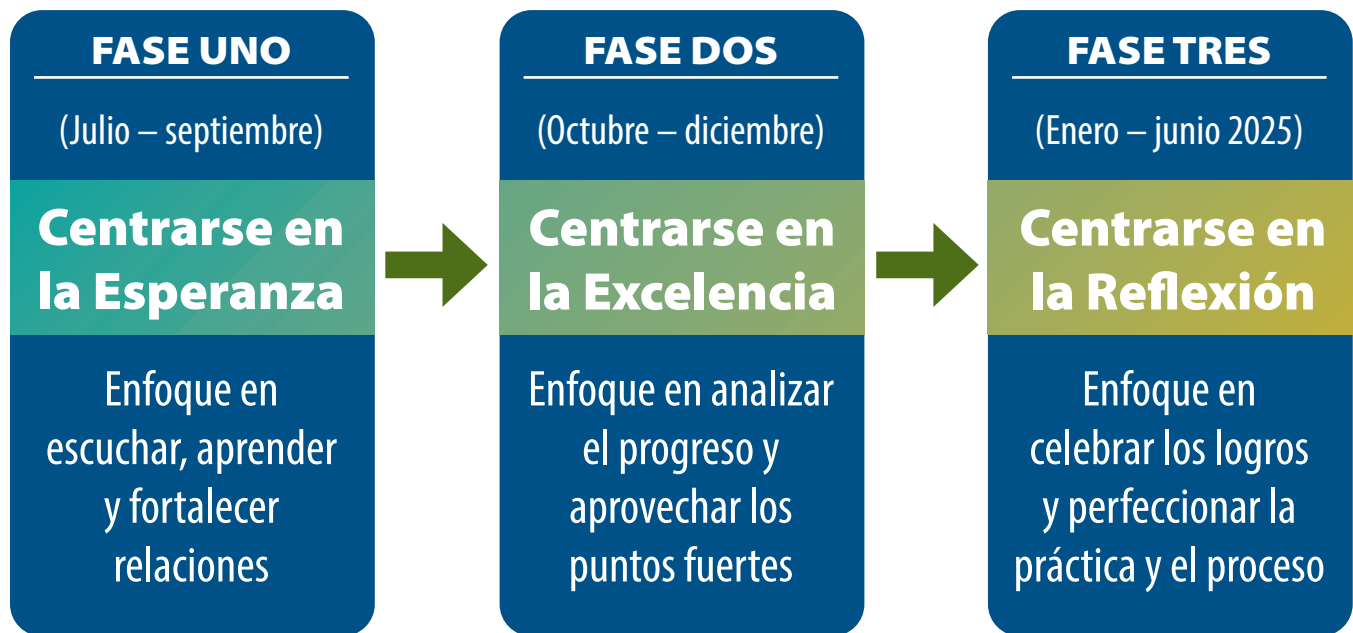 FASE UNO
(Julio – septiembre)
Centrarse en
la Esperanza
Enfoque en
escuchar, aprender
y fortalecer
relaciones
FASE DOS
(Octubre – diciembre)
Centrarse en
la Excelencia
Enfoque en analizar
el progreso y
aprovechar los
puntos fuertes
FASE TRES
(Enero – junio 2025)
Centrarse en
la Reflexión
Enfoque en
celebrar los logros
y perfeccionar la
práctica y el proceso